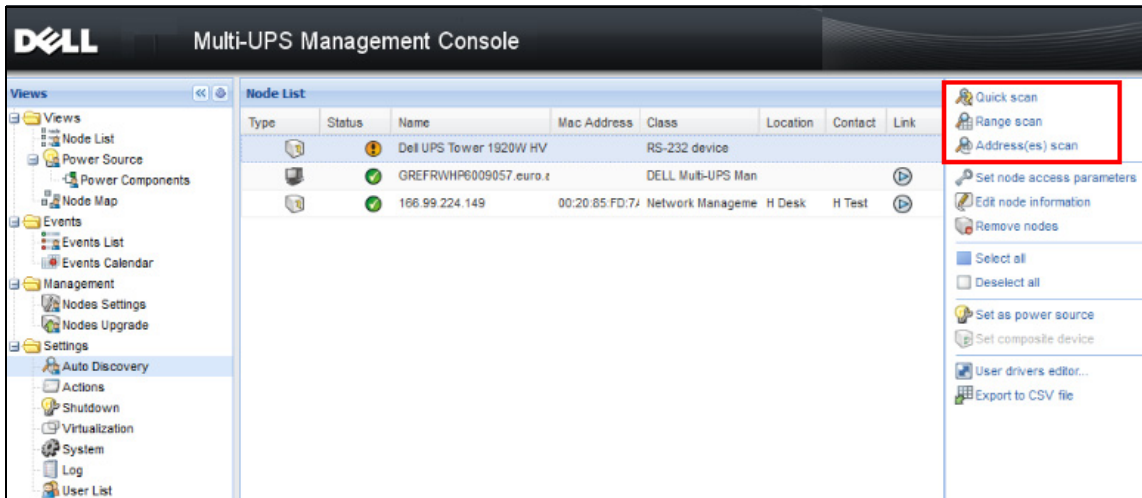 DELL Multi-UPS Management Console
Views
Views
Node List
Power Source
Power Components
Node Map
Events
Events List
Events Calendar
Management
Nodes Settings
Nodes Upgrade
Settings
Auto Discovery
Actions
Shutdown
Virtualization
System
Log
User List
Node List
Type Status Name Mac Address Class Location Contact Link
Dell UPS Tower 1920W HV RS-232 device
GREFRWHP6009057.euro.a DELL Multi-UPS Man
166.99.224.149 00:20:85:FD:7A Network Manageme H Desk H Test
Quick scan
Range scan
Address(es) scan
Set node access parameters
Edit node information
Remove nodes
Select all
Deselect all
Set as power source
Set composite device
User drivers editor...
Export to CSV file